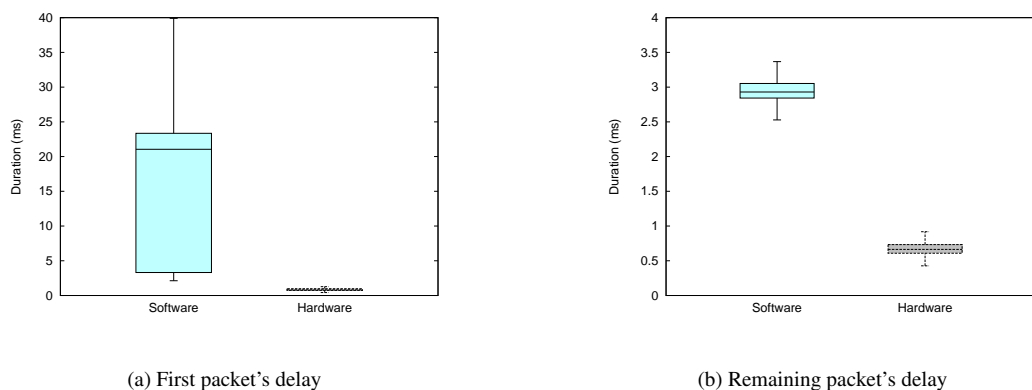 40
35
30
25
20
15
10
5
0
Duration (ms)
Software
Hardware
(a) First packet's delay
4
3.5
3
2.5
2
1.5
1
0.5
0
Duration (ms)
Software
Hardware
(b) Remaining packet's delay